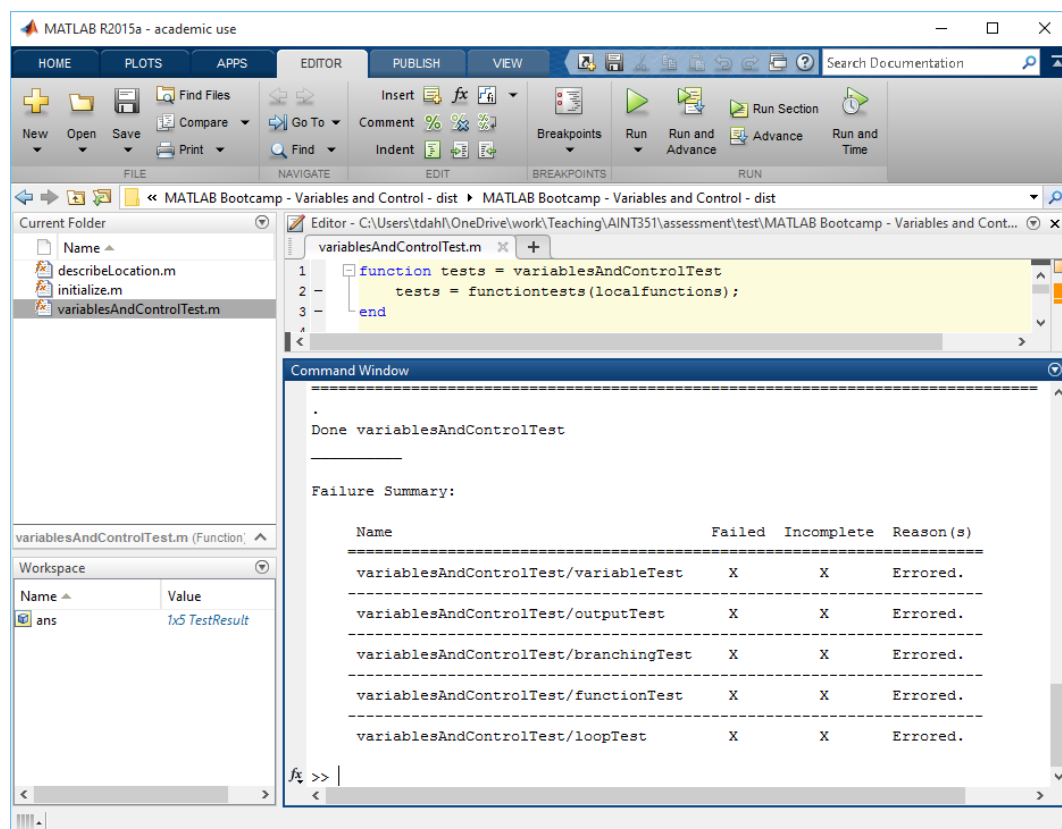 MATLAB R2015a - academic use
HOME PLOTS APPS EDITOR PUBLISH VIEW Search Documentation
New Open Save Find Files Compare Print
Go To Find
Insert fx
Comment
Indent
Breakpoints Run Run and Advance Run Section Advance Run and Time
FILE NAVIGATE EDIT BREAKPOINTS RUN
« MATLAB Bootcamp - Variables and Control - dist ▸ MATLAB Bootcamp - Variables and Control - dist
Current Folder
Name
describeLocation.m
initialize.m
variablesAndControlTest.m
variablesAndControlTest.m (Function)
Workspace
Name Value
ans 1x5 TestResult
Editor - C:\Users\tdahl\OneDrive\work\Teaching\AINT351\assessment\test\MATLAB Bootcamp - Variables and Cont...
variablesAndControlTest.m
1 function tests = variablesAndControlTest
2 – tests = functiontests(localfunctions);
3 – end
4
Command Window
================================================================================
.
Done variablesAndControlTest
__________
Failure Summary:
Name Failed Incomplete Reason(s)
======================================================================
variablesAndControlTest/variableTest X X Errored.
----------------------------------------------------------------------
variablesAndControlTest/outputTest X X Errored.
----------------------------------------------------------------------
variablesAndControlTest/branchingTest X X Errored.
----------------------------------------------------------------------
variablesAndControlTest/functionTest X X Errored.
----------------------------------------------------------------------
variablesAndControlTest/loopTest X X Errored.
fx >>